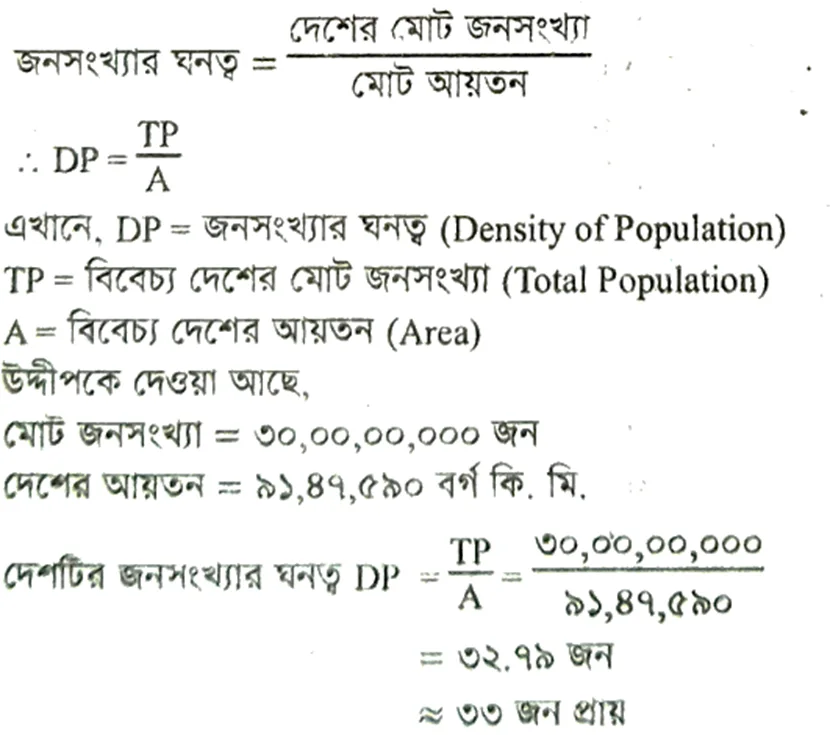 জনসংখ্যার ঘনত্ব = দেশের মোট জনসংখ্যা / মোট আয়তন
∴ DP = TP / A
এখানে, DP = জনসংখ্যার ঘনত্ব (Density of Population)
TP = বিবেচ্য দেশের মোট জনসংখ্যা (Total Population)
A = বিবেচ্য দেশের আয়তন (Area)
উদ্দীপকে দেওয়া আছে,
মোট জনসংখ্যা = ৩০,০০,০০,০০০ জন
দেশের আয়তন = ৯১,৪৭,৫৯০ বর্গ কি. মি.
দেশটির জনসংখ্যার ঘনত্ব DP = TP / A = ৩০,০০,০০,০০০ / ৯১,৪৭,৫৯০
= ৩২.৭৯ জন
≈ ৩৩ জন প্রায়